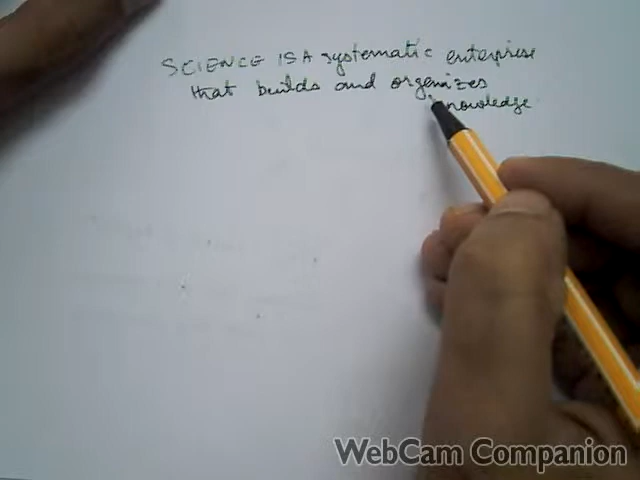 SCIENCE IS A systematic enterprise
that builds and organizes
knowledge
WebCam Companion